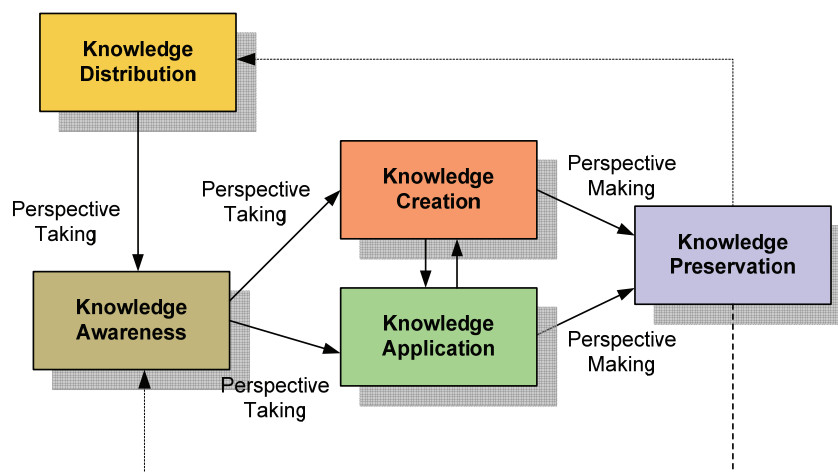 Knowledge
Distribution
Perspective
Taking
Perspective
Taking
Knowledge
Creation
Perspective
Making
Knowledge
Preservation
Knowledge
Awareness
Knowledge
Application
Perspective
Making
Perspective
Taking